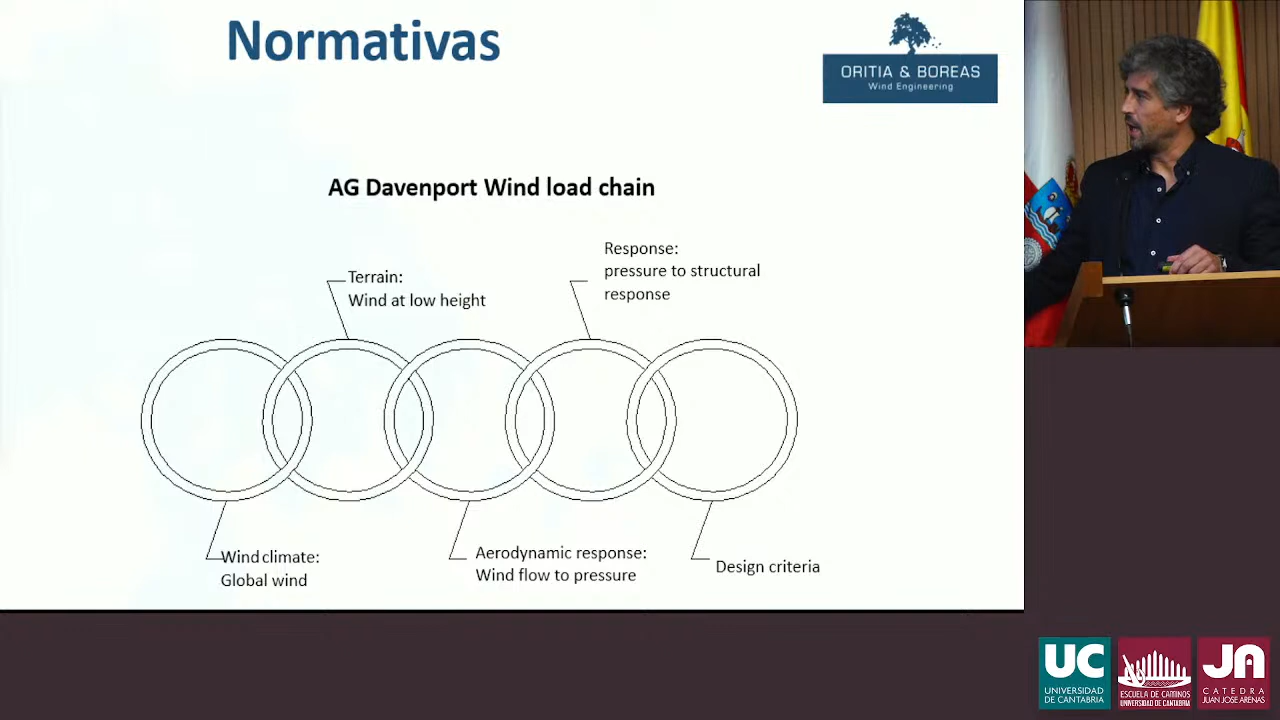 Normativas
ORITIA & BOREAS
Wind Engineering
AG Davenport Wind load chain
Response:
pressure to structural
response
Terrain:
Wind at low height
Wind climate:
Global wind
Aerodynamic response:
Wind flow to pressure
Design criteria
UC
UNIVERSIDAD
DE CANTABRIA
ESCUELA DE CAMINOS
UNIVERSIDAD DE CANTABRIA
JA
CATEDRA
JUAN JOSE ARENAS